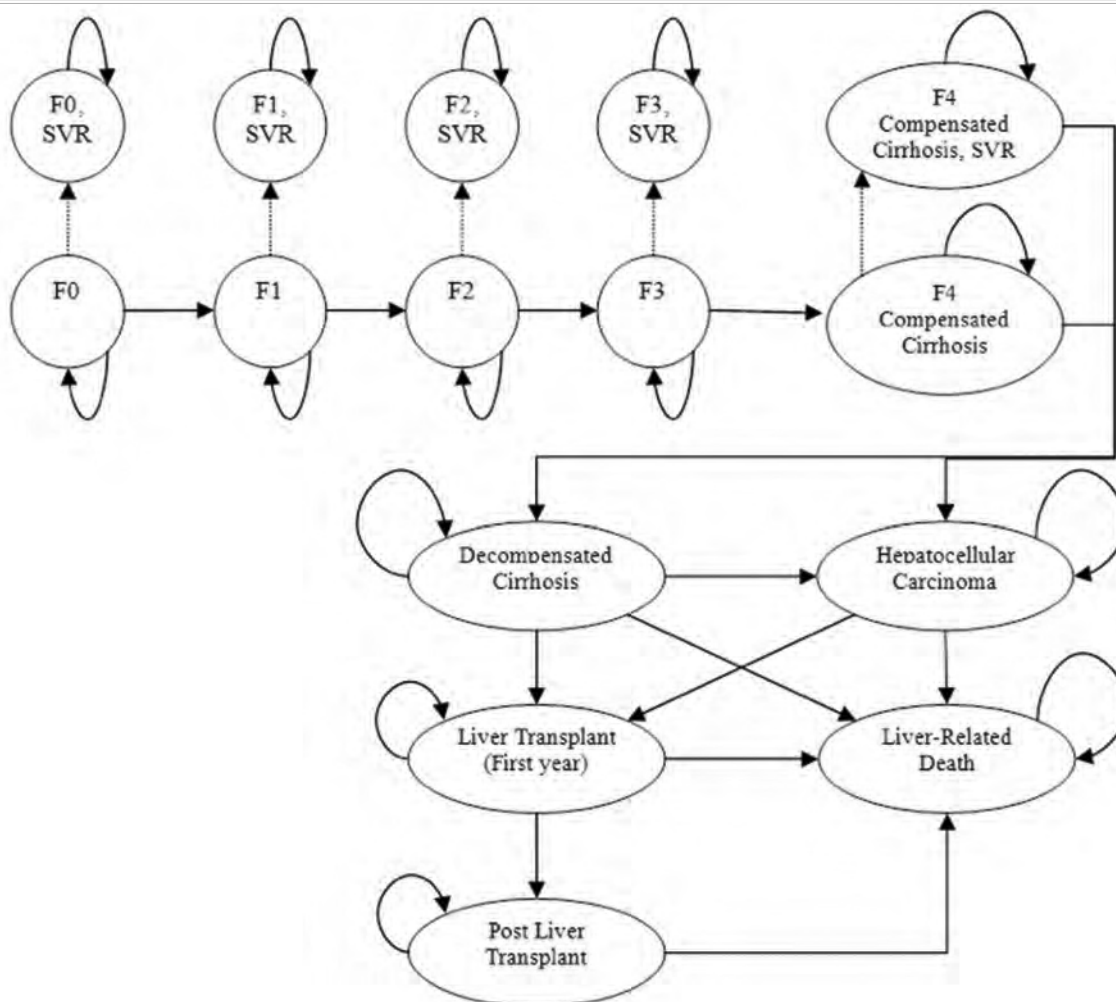 F0,
SVR
F1,
SVR
F2,
SVR
F3,
SVR
F4
Compensated
Cirrhosis, SVR
F0
F1
F2
F3
F4
Compensated
Cirrhosis
Decompensated
Cirrhosis
Hepatocellular
Carcinoma
Liver Transplant
(First year)
Liver-Related
Death
Post Liver
Transplant